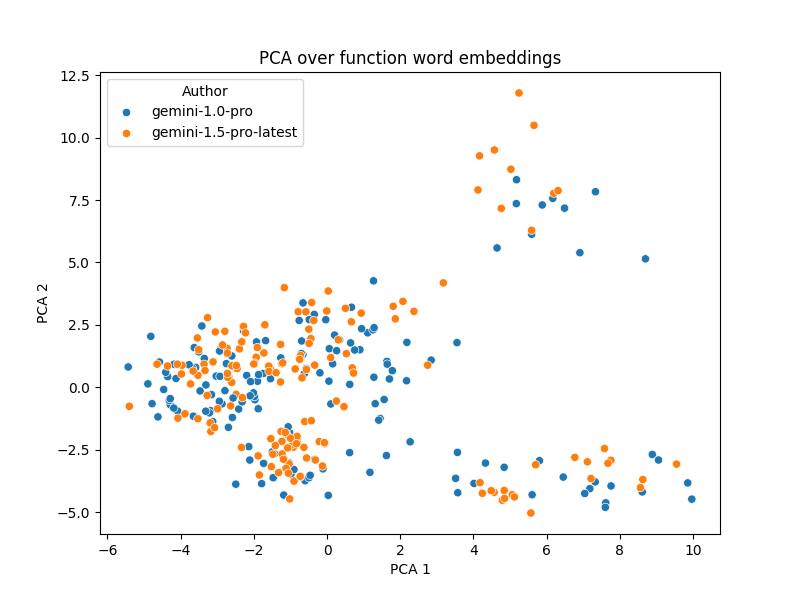 PCA over function word embeddings
Author
gemini-1.0-pro
gemini-1.5-pro-latest
12.5
10.0
7.5
5.0
2.5
0.0
−2.5
−5.0
PCA 2
−6
−4
−2
0
2
4
6
8
10
PCA 1